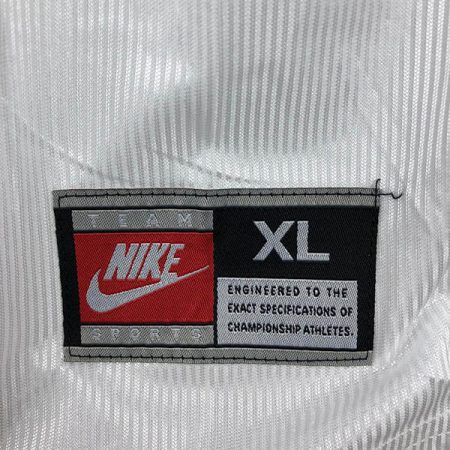 TEAM
NIKE
SPORTS
XL
ENGINEERED TO THE
EXACT SPECIFICATIONS OF
CHAMPIONSHIP ATHLETES.